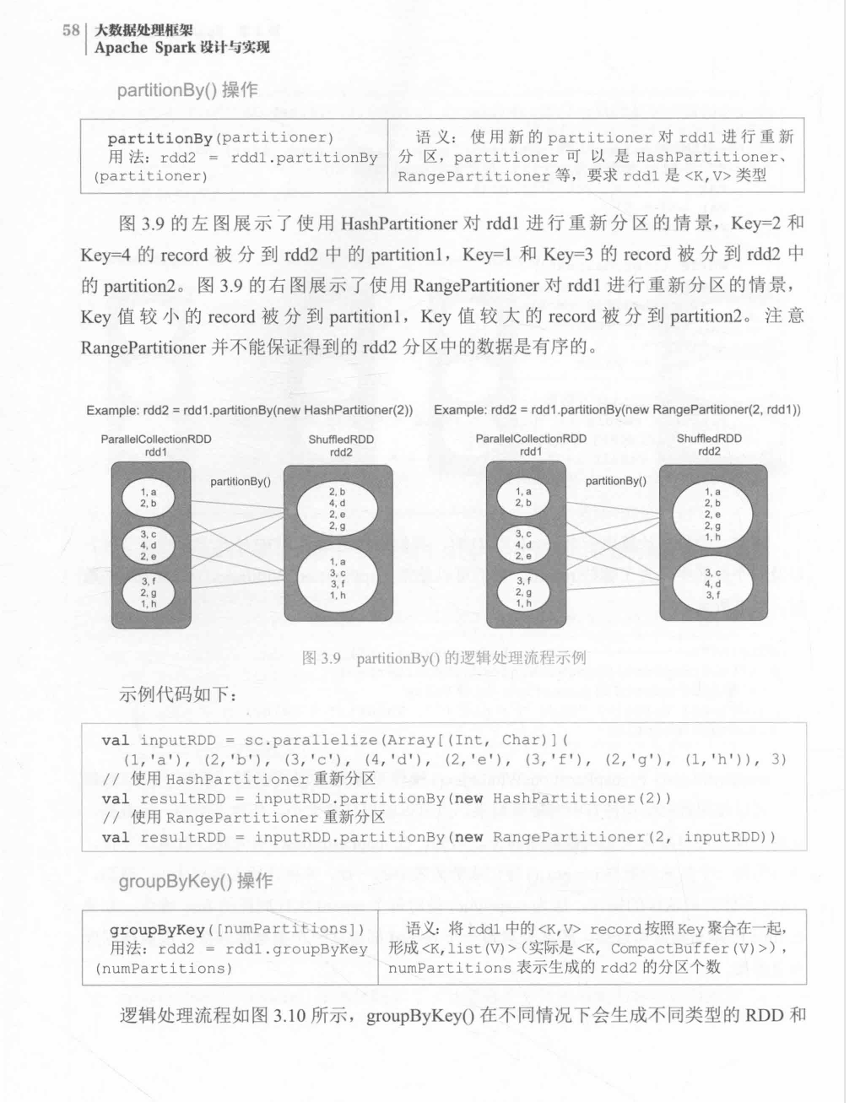 58 大数据处理框架
Apache Spark 设计与实现
partitionBy() 操作
partitionBy(partitioner)
用法: rdd2 = rdd1.partitionBy
(partitioner)
语义: 使用新的 partitioner 对 rdd1 进行重新
分区, partitioner 可以是 HashPartitioner、
RangePartitioner 等, 要求 rdd1 是 <K,V> 类型
图 3.9 的左图展示了使用 HashPartitioner 对 rdd1 进行重新分区的情景，Key=2 和
Key=4 的 record 被分到 rdd2 中的 partition1，Key=1 和 Key=3 的 record 被分到 rdd2 中
的 partition2。图 3.9 的右图展示了使用 RangePartitioner 对 rdd1 进行重新分区的情景，
Key 值较小的 record 被分到 partition1，Key 值较大的 record 被分到 partition2。注意
RangePartitioner 并不能保证得到的 rdd2 分区中的数据是有序的。
Example: rdd2 = rdd1.partitionBy(new HashPartitioner(2))
ParallelCollectionRDD
rdd1
1, a
2, b
3, c
4, d
2, e
3, f
2, g
1, h
partitionBy()
ShuffledRDD
rdd2
2, b
4, d
2, e
2, g
1, a
3, c
3, f
1, h
Example: rdd2 = rdd1.partitionBy(new RangePartitioner(2, rdd1))
ParallelCollectionRDD
rdd1
1, a
2, b
3, c
4, d
2, e
3, f
2, g
1, h
partitionBy()
ShuffledRDD
rdd2
1, a
2, b
2, e
2, g
1, h
3, c
4, d
3, f
图 3.9 partitionBy() 的逻辑处理流程示例
示例代码如下：
val inputRDD = sc.parallelize(Array[(Int, Char)](
(1,'a'), (2,'b'), (3,'c'), (4,'d'), (2,'e'), (3,'f'), (2,'g'), (1,'h')), 3)
// 使用 HashPartitioner 重新分区
val resultRDD = inputRDD.partitionBy(new HashPartitioner(2))
// 使用 RangePartitioner 重新分区
val resultRDD = inputRDD.partitionBy(new RangePartitioner(2, inputRDD))
groupByKey() 操作
groupByKey([numPartitions])
用法: rdd2 = rdd1.groupByKey
(numPartitions)
语义: 将 rdd1 中的 <K,V> record 按照 Key 聚合在一起,
形成 <K,list(V)>(实际是 <K, CompactBuffer(V)>),
numPartitions 表示生成的 rdd2 的分区个数
逻辑处理流程如图 3.10 所示，groupByKey() 在不同情况下会生成不同类型的 RDD 和